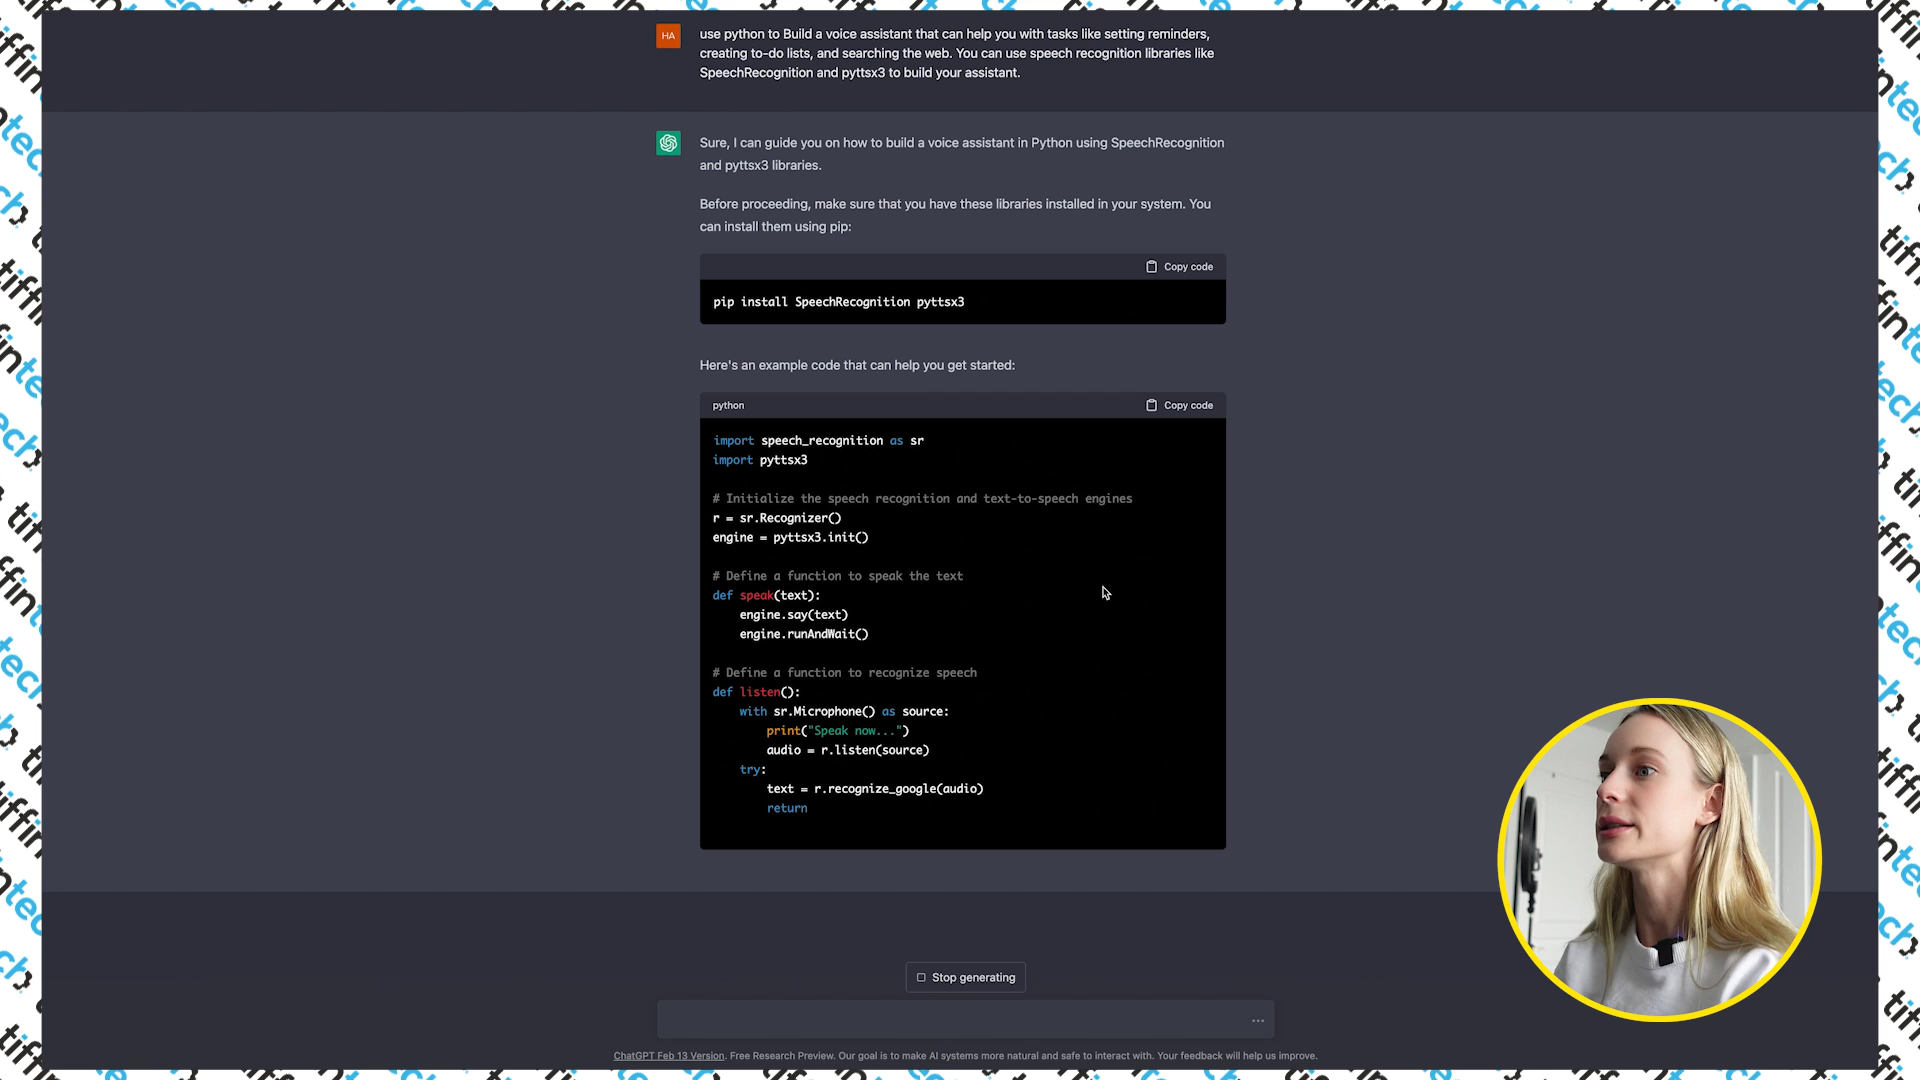 HA
use python to Build a voice assistant that can help you with tasks like setting reminders,
creating to-do lists, and searching the web. You can use speech recognition libraries like
SpeechRecognition and pyttsx3 to build your assistant.
Sure, I can guide you on how to build a voice assistant in Python using SpeechRecognition
and pyttsx3 libraries.
Before proceeding, make sure that you have these libraries installed in your system. You
can install them using pip:
Copy code
pip install SpeechRecognition pyttsx3
Here's an example code that can help you get started:
python
Copy code
import speech_recognition as sr
import pyttsx3
# Initialize the speech recognition and text-to-speech engines
r = sr.Recognizer()
engine = pyttsx3.init()
# Define a function to speak the text
def speak(text):
    engine.say(text)
    engine.runAndWait()
# Define a function to recognize speech
def listen():
    with sr.Microphone() as source:
        print("Speak now...")
        audio = r.listen(source)
    try:
        text = r.recognize_google(audio)
        return
Stop generating
ChatGPT Feb 13 Version. Free Research Preview. Our goal is to make AI systems more natural and safe to interact with. Your feedback will help us improve.
tiffintech.